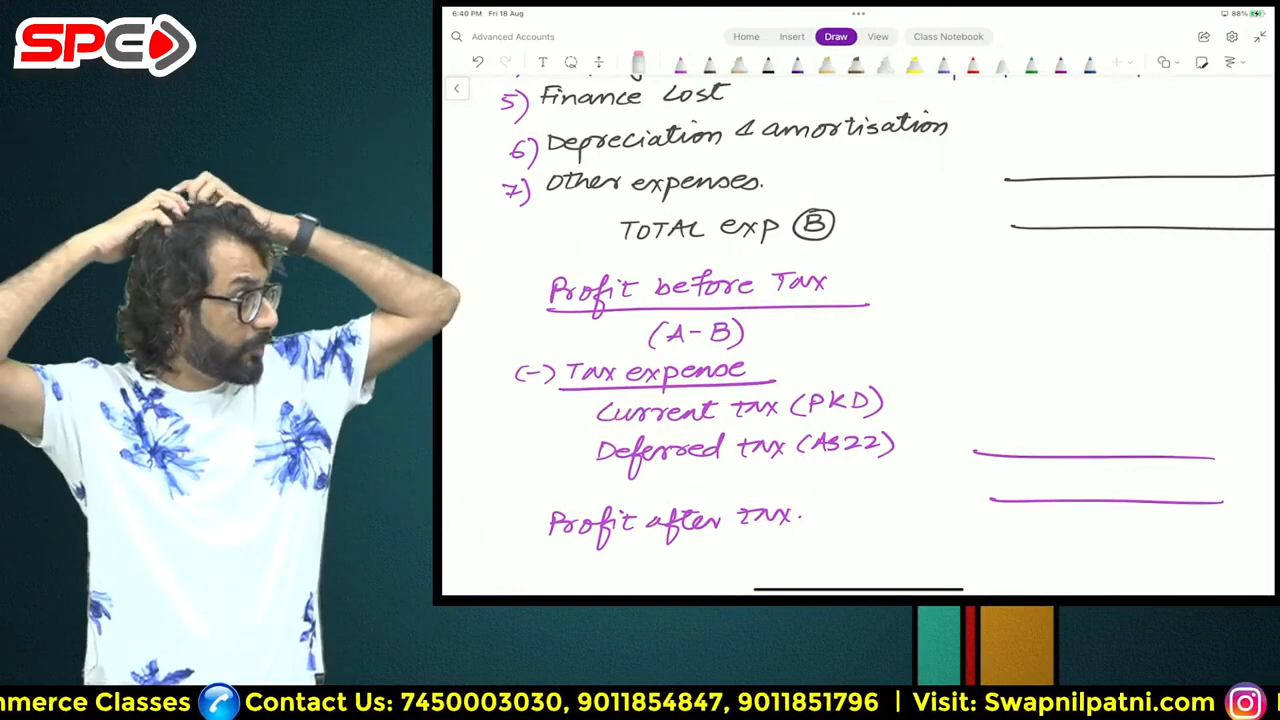 SPE
6:40 PM Fri 18 Aug
88%
Advanced Accounts
Home Insert Draw View Class Notebook
5) Finance Cost
6) Depreciation & amortisation
7) Other expenses.
TOTAL exp B
Profit before Tax
(A-B)
(-) Tax expense
Current tax (PKD)
Deferred tax (AS22)
Profit after tax.
mmerce Classes Contact Us: 7450003030, 9011854847, 9011851796 | Visit: Swapnilpatni.com